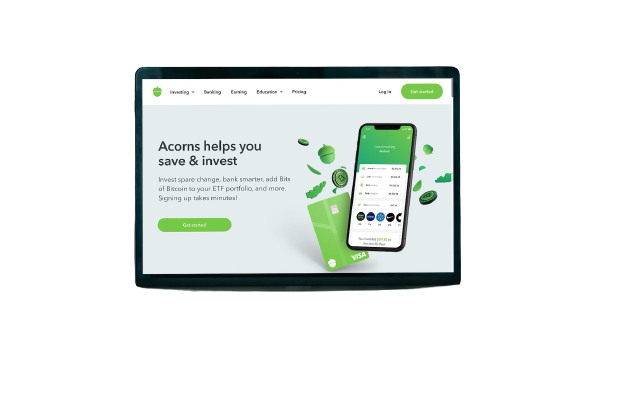 Investing Banking Earning Education Pricing Log in Get started
Acorns helps you
save & invest
Invest spare change, bank smarter, add Bits
of Bitcoin to your ETF portfolio, and more.
Signing up takes minutes!
Get started
VISA